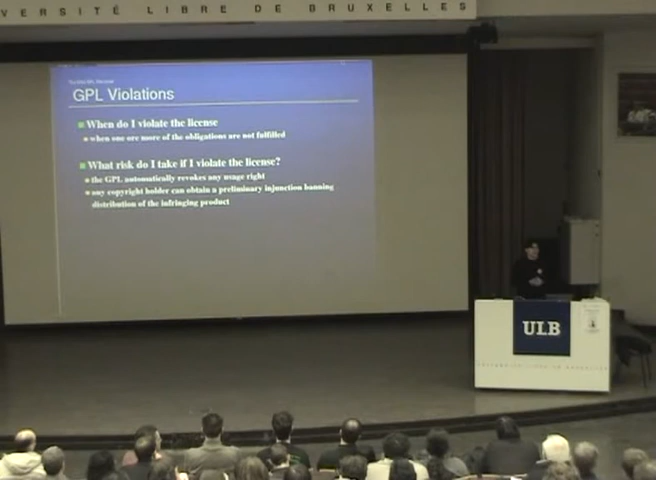 VERSITÉ LIBRE DE BRUXELLES
GPL Violations
When do I violate the license
when one ore more of the obligations are not fulfilled
What risk do I take if I violate the license?
the GPL automatically revokes any usage right
any copyright holder can obtain a preliminary injunction banning
distribution of the infringing product
ULB